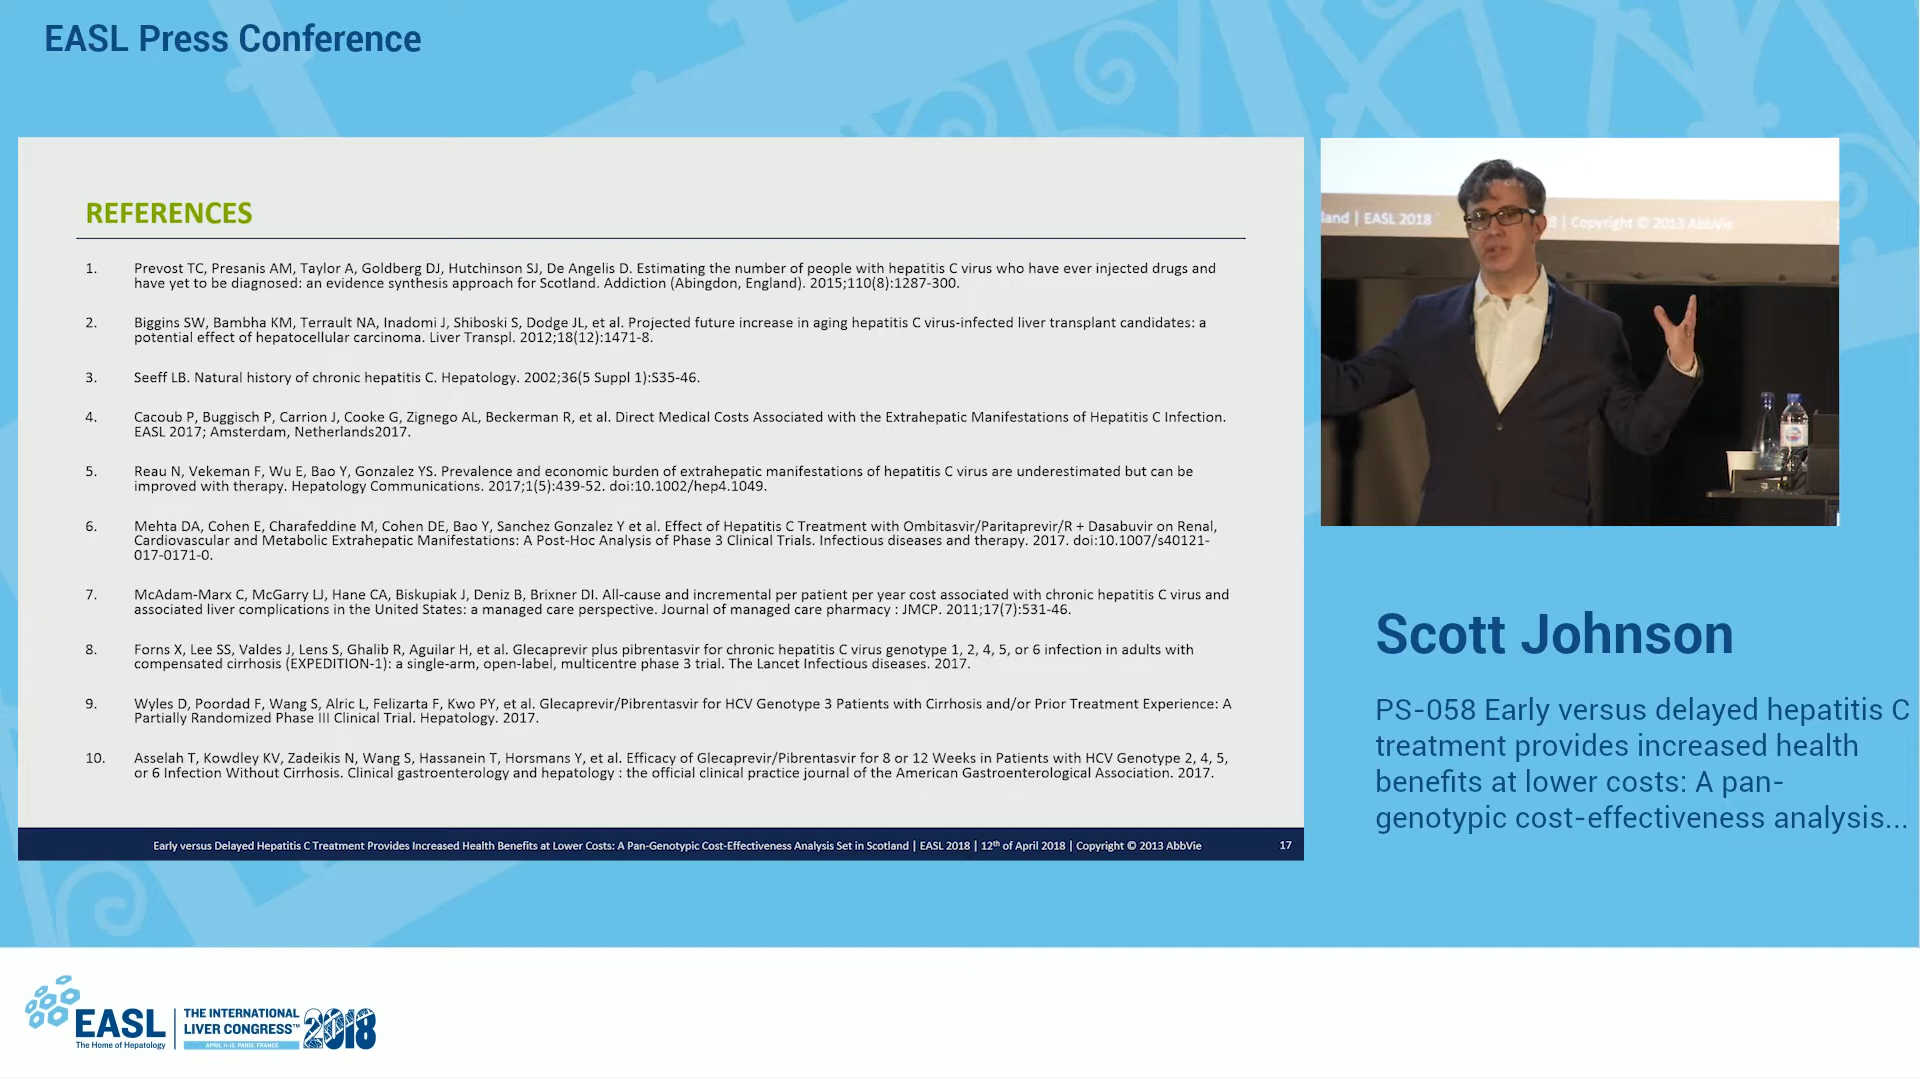 EASL Press Conference
REFERENCES
1. Prevost TC, Presanis AM, Taylor A, Goldberg DJ, Hutchinson SJ, De Angelis D. Estimating the number of people with hepatitis C virus who have ever injected drugs and
have yet to be diagnosed: an evidence synthesis approach for Scotland. Addiction (Abingdon, England). 2015;110(8):1287-300.
2. Biggins SW, Bambha KM, Terrault NA, Inadomi J, Shiboski S, Dodge JL, et al. Projected future increase in aging hepatitis C virus-infected liver transplant candidates: a
potential effect of hepatocellular carcinoma. Liver Transpl. 2012;18(12):1471-8.
3. Seeff LB. Natural history of chronic hepatitis C. Hepatology. 2002;36(5 Suppl 1):S35-46.
4. Cacoub P, Buggisch P, Carrion J, Cooke G, Zignego AL, Beckerman R, et al. Direct Medical Costs Associated with the Extrahepatic Manifestations of Hepatitis C Infection.
EASL 2017; Amsterdam, Netherlands2017.
5. Reau N, Vekeman F, Wu E, Bao Y, Gonzalez YS. Prevalence and economic burden of extrahepatic manifestations of hepatitis C virus are underestimated but can be
improved with therapy. Hepatology Communications. 2017;1(5):439-52. doi:10.1002/hep4.1049.
6. Mehta DA, Cohen E, Charafeddine M, Cohen DE, Bao Y, Sanchez Gonzalez Y et al. Effect of Hepatitis C Treatment with Ombitasvir/Paritaprevir/R + Dasabuvir on Renal,
Cardiovascular and Metabolic Extrahepatic Manifestations: A Post-Hoc Analysis of Phase 3 Clinical Trials. Infectious diseases and therapy. 2017. doi:10.1007/s40121-
017-0171-0.
7. McAdam-Marx C, McGarry LJ, Hane CA, Biskupiak J, Deniz B, Brixner DI. All-cause and incremental per patient per year cost associated with chronic hepatitis C virus and
associated liver complications in the United States: a managed care perspective. Journal of managed care pharmacy : JMCP. 2011;17(7):531-46.
8. Forns X, Lee SS, Valdes J, Lens S, Ghalib R, Aguilar H, et al. Glecaprevir plus pibrentasvir for chronic hepatitis C virus genotype 1, 2, 4, 5, or 6 infection in adults with
compensated cirrhosis (EXPEDITION-1): a single-arm, open-label, multicentre phase 3 trial. The Lancet Infectious diseases. 2017.
9. Wyles D, Poordad F, Wang S, Alric L, Felizarta F, Kwo PY, et al. Glecaprevir/Pibrentasvir for HCV Genotype 3 Patients with Cirrhosis and/or Prior Treatment Experience: A
Partially Randomized Phase III Clinical Trial. Hepatology. 2017.
10. Asselah T, Kowdley KV, Zadeikis N, Wang S, Hassanein T, Horsmans Y, et al. Efficacy of Glecaprevir/Pibrentasvir for 8 or 12 Weeks in Patients with HCV Genotype 2, 4, 5,
or 6 Infection Without Cirrhosis. Clinical gastroenterology and hepatology : the official clinical practice journal of the American Gastroenterological Association. 2017.
Early versus Delayed Hepatitis C Treatment Provides Increased Health Benefits at Lower Costs: A Pan-Genotypic Cost-Effectiveness Analysis Set in Scotland | EASL 2018 | 12th of April 2018 | Copyright © 2013 AbbVie 17
land | EASL 2018 8 | Copyright © 2013 AbbVie
Scott Johnson
PS-058 Early versus delayed hepatitis C
treatment provides increased health
benefits at lower costs: A pan-
genotypic cost-effectiveness analysis...
EASL
The Home of Hepatology
THE INTERNATIONAL
LIVER CONGRESS™
2018
APRIL 11-15, PARIS, FRANCE